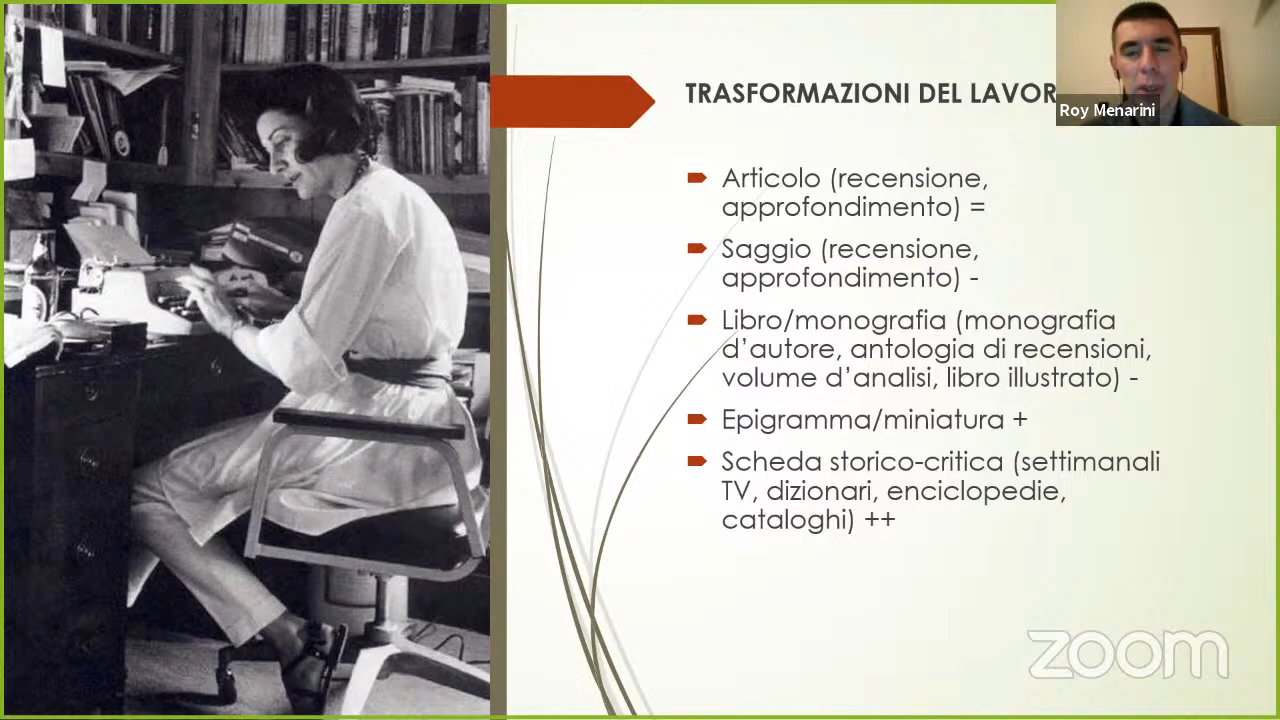 TRASFORMAZIONI DEL LAVOR
Roy Menarini
Articolo (recensione,
approfondimento) =
Saggio (recensione,
approfondimento) -
Libro/monografia (monografia
d’autore, antologia di recensioni,
volume d’analisi, libro illustrato) -
Epigramma/miniatura +
Scheda storico-critica (settimanali
TV, dizionari, enciclopedie,
cataloghi) ++
zoom